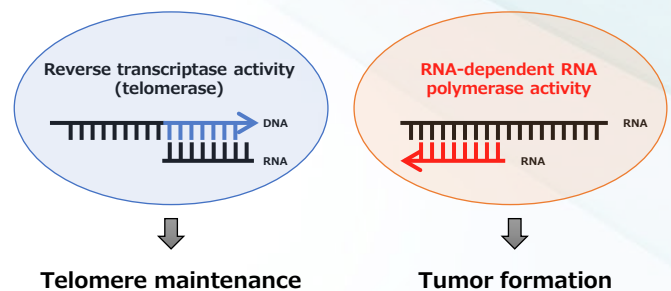 Reverse transcriptase activity
(telomerase)
DNA
RNA
RNA-dependent RNA
polymerase activity
RNA
RNA
Telomere maintenance
Tumor formation